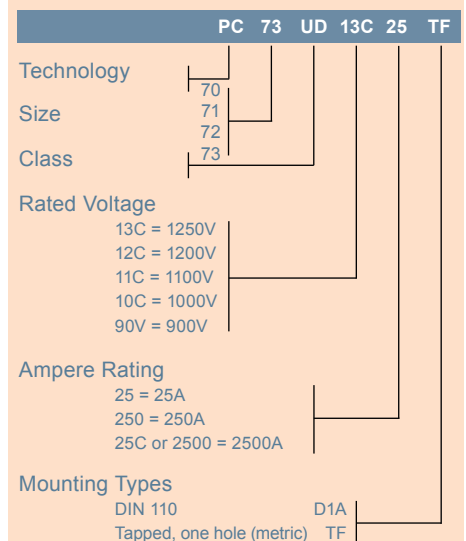 PC 73 UD 13C 25 TF
Technology
70
Size
71
72
Class
73
Rated Voltage
13C = 1250V
12C = 1200V
11C = 1100V
10C = 1000V
90V = 900V
Ampere Rating
25 = 25A
250 = 250A
25C or 2500 = 2500A
Mounting Types
DIN 110 D1A
Tapped, one hole (metric) TF